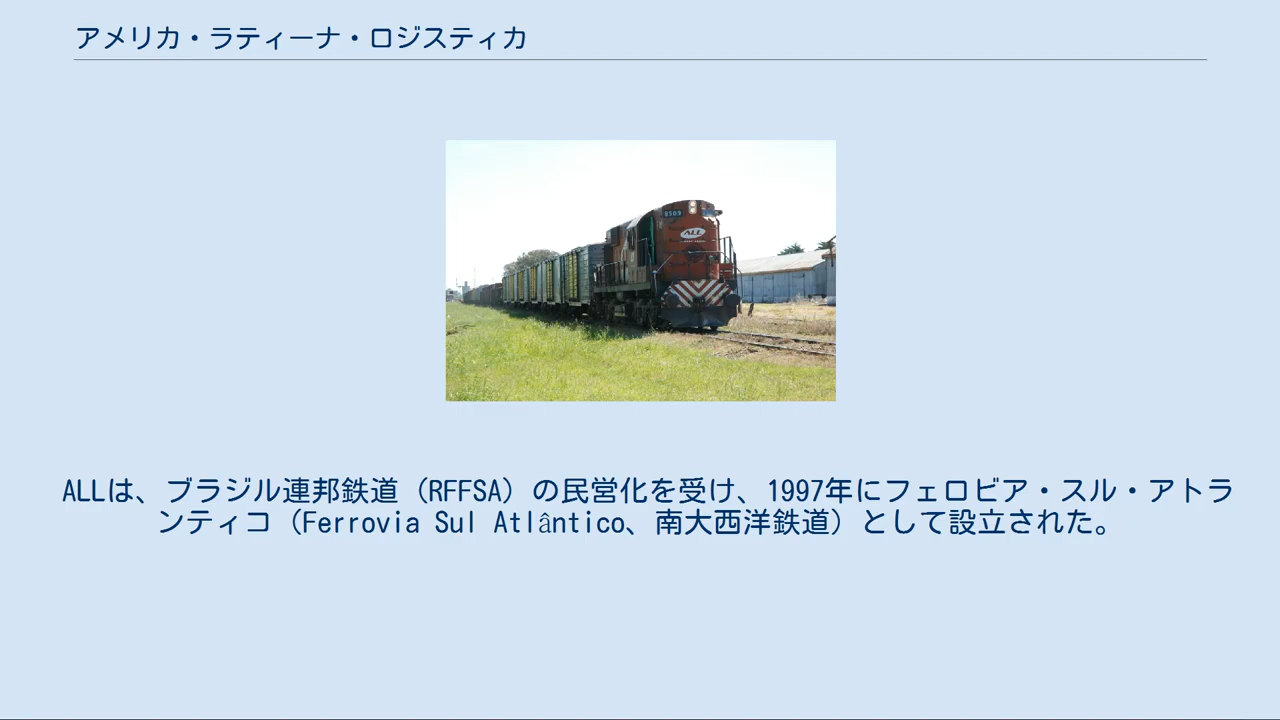 アメリカ・ラティーナ・ロジスティカ
ALL
ALLは、ブラジル連邦鉄道（RFFSA）の民営化を受け、1997年にフェロビア・スル・アトラ
ンティコ（Ferrovia Sul Atlântico、南大西洋鉄道）として設立された。